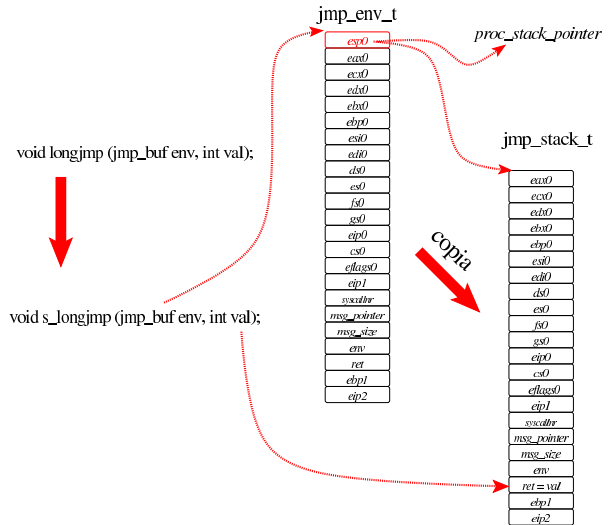 jmp_env_t
esp0
eax0
ecx0
edx0
ebx0
ebp0
esi0
edi0
ds0
es0
fs0
gs0
eip0
cs0
eflags0
eip1
syscallnr
msg_pointer
msg_size
env
ret
ebp1
eip2
proc_stack_pointer
void longjmp (jmp_buf env, int val);
void s_longjmp (jmp_buf env, int val);
copia
jmp_stack_t
eax0
ecx0
edx0
ebx0
ebp0
esi0
edi0
ds0
es0
fs0
gs0
eip0
cs0
eflags0
eip1
syscallnr
msg_pointer
msg_size
env
ret = val
ebp1
eip2